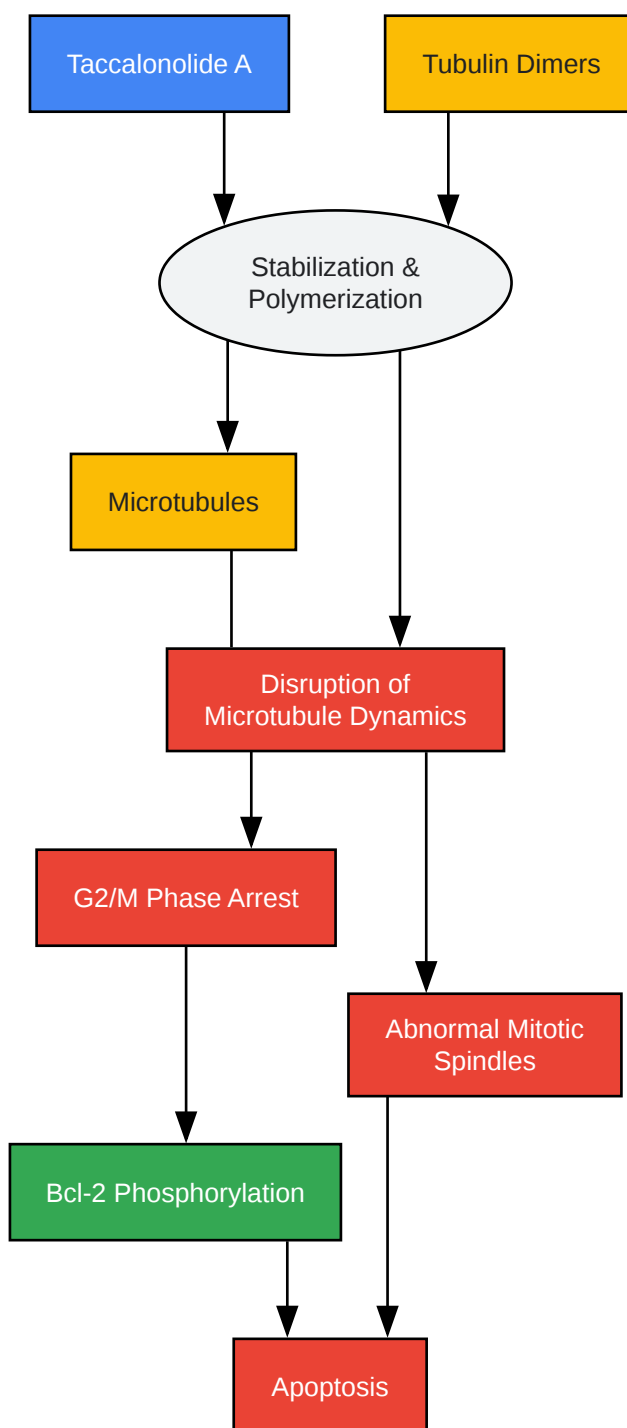 Taccalonolide A
Tubulin Dimers
Stabilization &
Polymerization
Microtubules
Disruption of
Microtubule Dynamics
G2/M Phase Arrest
Abnormal Mitotic
Spindles
Bcl-2 Phosphorylation
Apoptosis